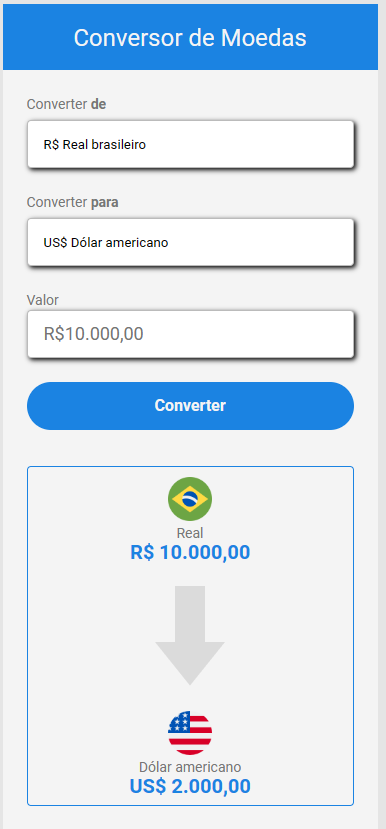 Conversor de Moedas
Converter de
R$ Real brasileiro
Converter para
US$ Dólar americano
Valor
R$10.000,00
Converter
Real
R$ 10.000,00
Dólar americano
US$ 2.000,00